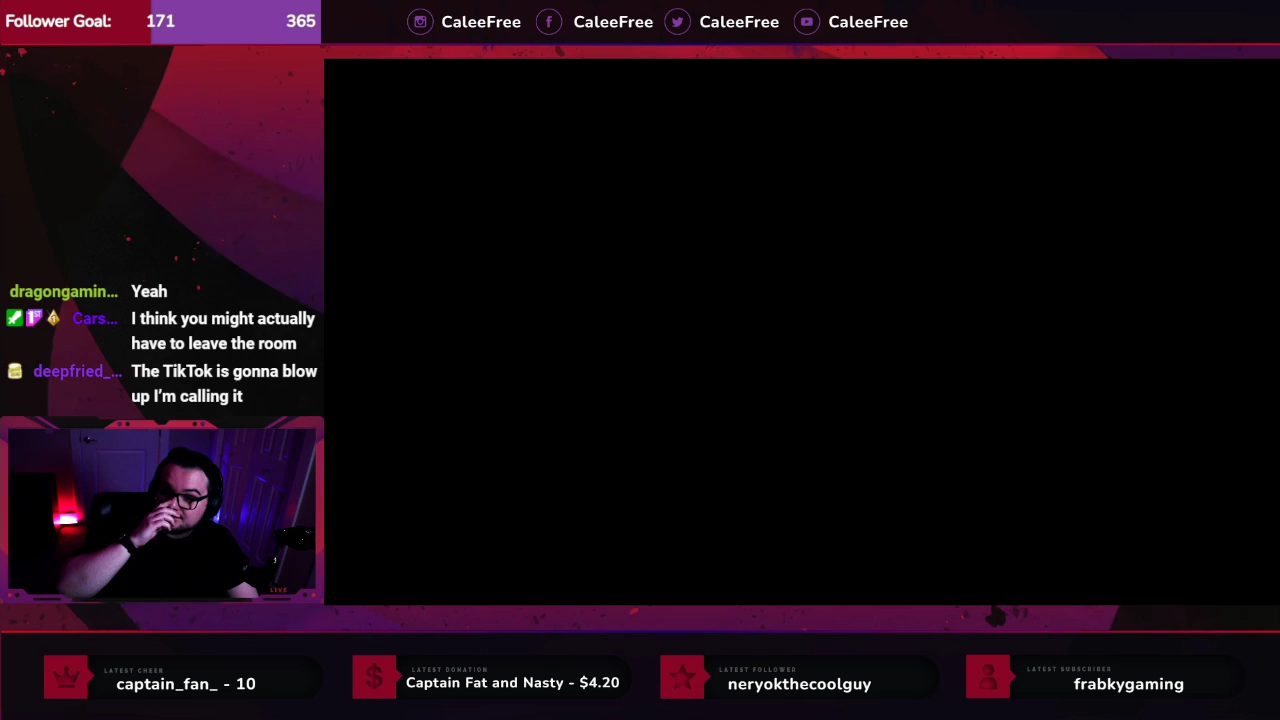 Follower Goal: 171 365
CaleeFree CaleeFree CaleeFree CaleeFree
dragongamin... Yeah
1ST Cars... I think you might actually
have to leave the room
deepfried_... The TikTok is gonna blow
up I'm calling it
LIVE
LATEST CHEER
captain_fan_ - 10
LATEST DONATION
Captain Fat and Nasty - $4.20
LATEST FOLLOWER
neryokthecoolguy
LATEST SUBSCRIBER
frabkygaming